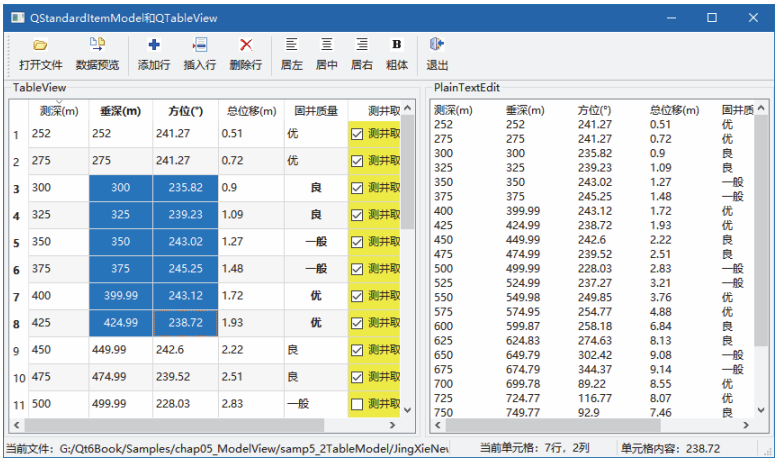 QStandardItemModel和QTableView
打开文件 数据预览 添加行 插入行 删除行 居左 居中 居右 粗体 退出
TableView
测深(m) 垂深(m) 方位(°) 总位移(m) 固井质量 测井取
1 252 252 241.27 0.51 优 测井取
2 275 275 241.27 0.72 优 测井取
3 300 300 235.82 0.9 良 测井取
4 325 325 239.23 1.09 良 测井取
5 350 350 243.02 1.27 一般 测井取
6 375 375 245.25 1.48 一般 测井取
7 400 399.99 243.12 1.72 优 测井取
8 425 424.99 238.72 1.93 优 测井取
9 450 449.99 242.6 2.22 良 测井取
10 475 474.99 239.52 2.51 良 测井取
11 500 499.99 228.03 2.83 一般 测井取
PlainTextEdit
测深(m) 垂深(m) 方位(°) 总位移(m) 固井质
252 252 241.27 0.51 优
275 275 241.27 0.72 优
300 300 235.82 0.9 良
325 325 239.23 1.09 良
350 350 243.02 1.27 一般
375 375 245.25 1.48 一般
400 399.99 243.12 1.72 优
425 424.99 238.72 1.93 优
450 449.99 242.6 2.22 良
475 474.99 239.52 2.51 良
500 499.99 228.03 2.83 一般
525 524.99 237.27 3.21 一般
550 549.98 249.85 3.76 优
575 574.95 254.77 4.88 优
600 599.87 258.18 6.84 良
625 624.83 274.63 8.13 良
650 649.79 302.42 9.08 一般
675 674.79 344.37 9.14 一般
700 699.78 89.22 8.55 优
725 724.77 116.77 8.07 优
750 749.77 92.9 7.46 良
当前文件：G:/Qt6Book/Samples/chap05_ModelView/samp5_2TableModel/JingXieNe 当前单元格：7行，2列 单元格内容：238.72